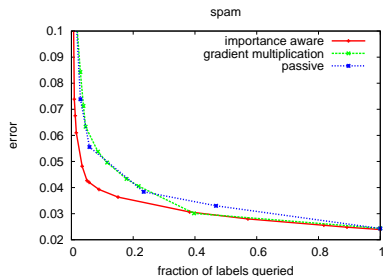 spam
importance aware
gradient multiplication
passive
error
0.1
0.09
0.08
0.07
0.06
0.05
0.04
0.03
0.02
0 0.2 0.4 0.6 0.8 1
fraction of labels queried